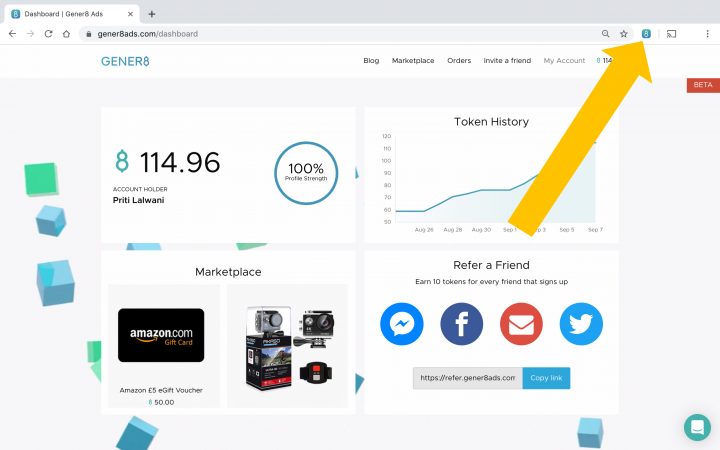 Dashboard | Gener8 Ads
gener8ads.com/dashboard
GENER8
Blog Marketplace Orders Invite a friend My Account 114
BETA
114.96
ACCOUNT HOLDER
Priti Lalwani
100%
Profile Strength
Token History
120
110
100
90
80
70
60
50
Aug 26 Aug 28 Aug 30 Sep 1 Sep 5 Sep 7
Marketplace
amazon.com
Gift Card
Amazon £5 eGift Voucher
50.00
Refer a Friend
Earn 10 tokens for every friend that signs up
https://refer.gener8ads.com
Copy link